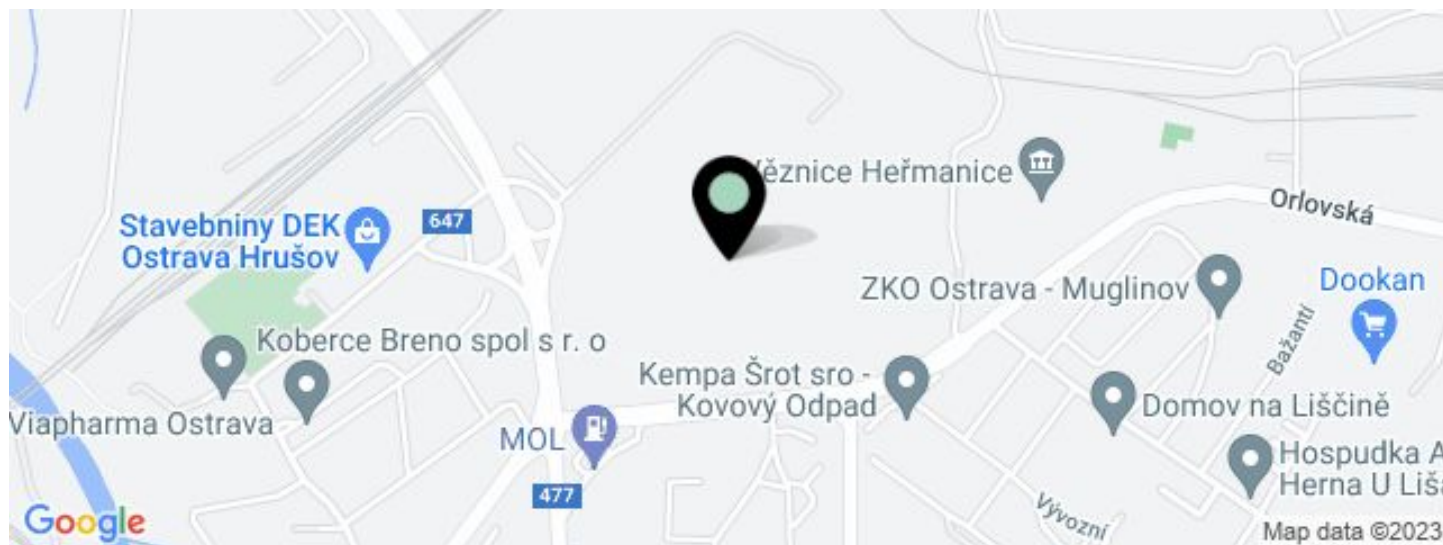 ěznice Heřmanice
Orlovská
647
Stavebniny DEK
Ostrava Hrušov
ZKO Ostrava - Muglinov
Dookan
Bažantí
Koberce Breno spol s r. o
Kempa Šrot sro -
Kovový Odpad
Domov na Liščině
Viapharma Ostrava
MOL
Hospudka A
Herna U Liša
477
Vývozní
Google
Map data ©2023